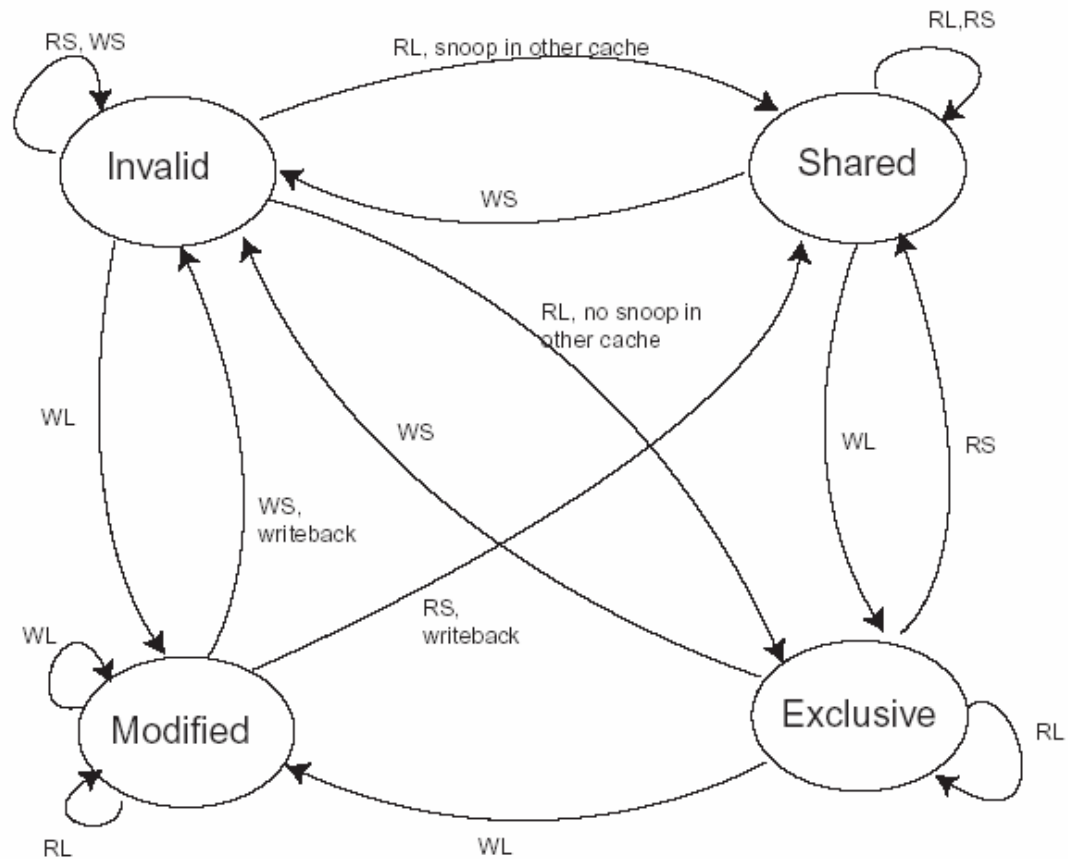 RS, WS
RL, snoop in other cache
RL,RS
Invalid
Shared
WS
RL, no snoop in
other cache
WL
WS
WL
RS
WS,
writeback
RS,
writeback
WL
Modified
Exclusive
RL
RL
WL